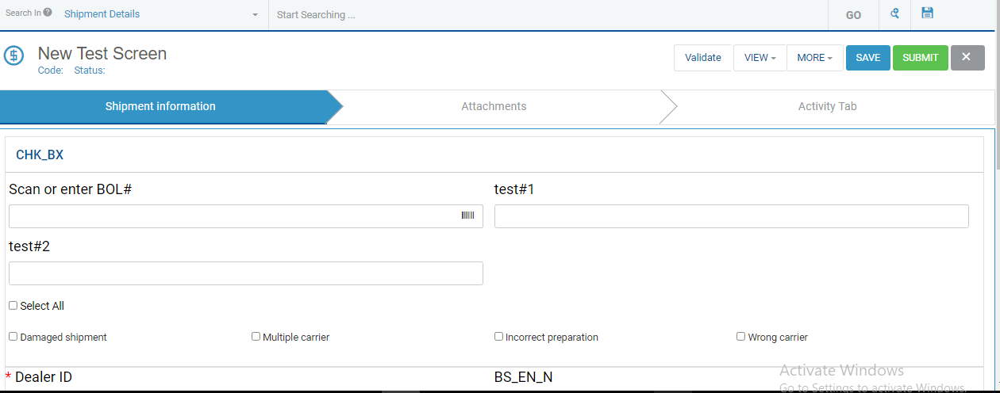 Search In ? Shipment Details Start Searching ... GO
New Test Screen
Code: Status:
Validate VIEW MORE SAVE SUBMIT ✕
Shipment information Attachments Activity Tab
CHK_BX
Scan or enter BOL# test#1
test#2
Select All
Damaged shipment Multiple carrier Incorrect preparation Wrong carrier
* Dealer ID BS_EN_N
Activate Windows
Go to Settings to activate Windows.